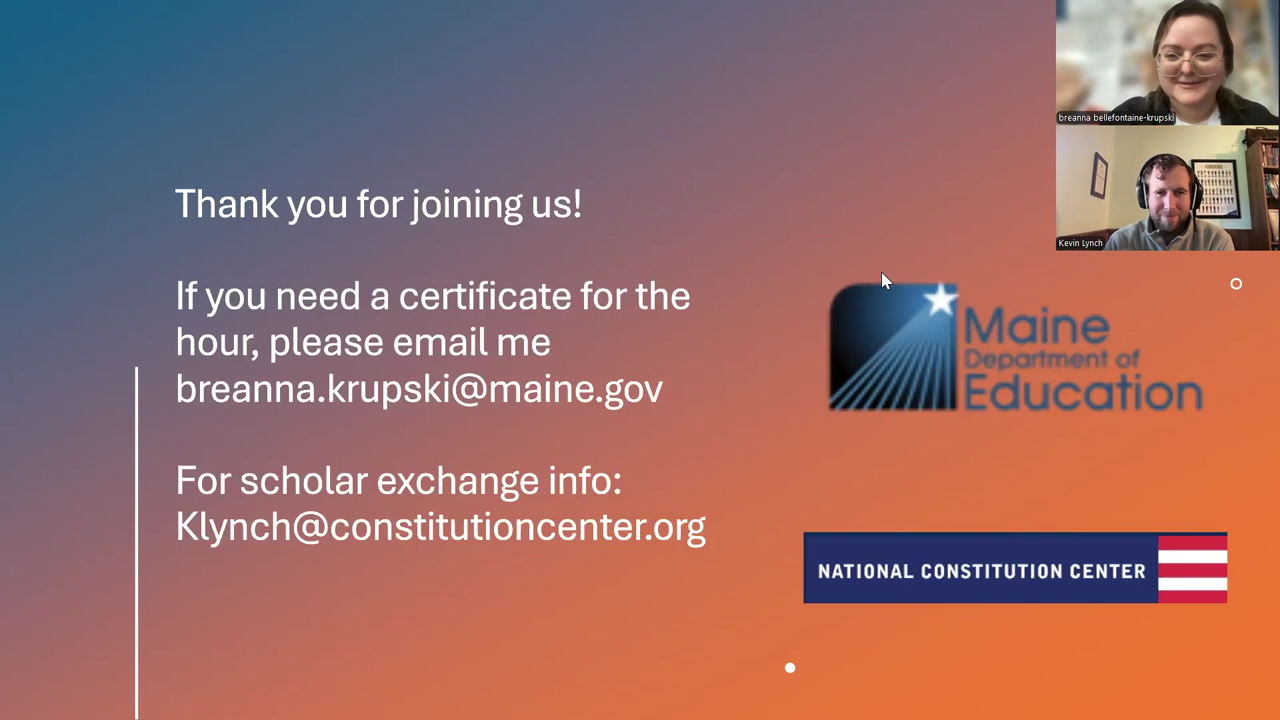 Thank you for joining us!
If you need a certificate for the
hour, please email me
breanna.krupski@maine.gov
For scholar exchange info:
Klynch@constitutioncenter.org
breanna bellefontaine-krupski
Kevin Lynch
Maine
Department of
Education
NATIONAL CONSTITUTION CENTER